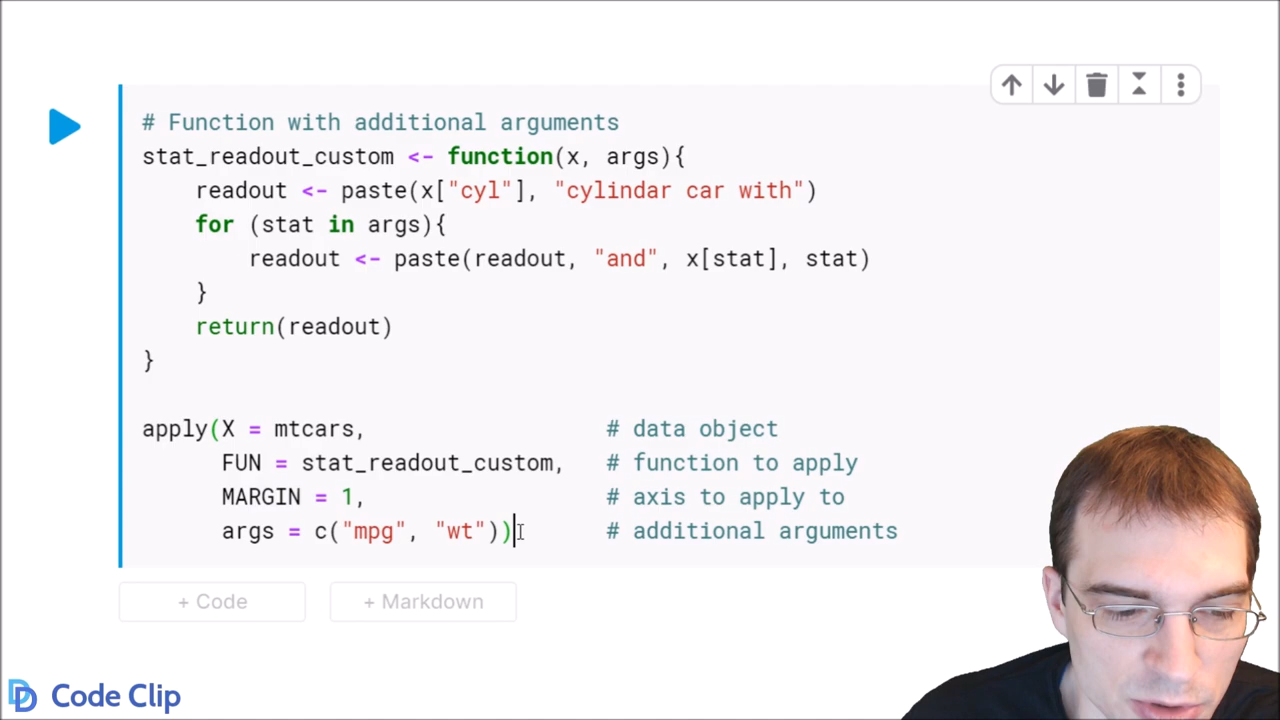 # Function with additional arguments
stat_readout_custom <- function(x, args){
    readout <- paste(x["cyl"], "cylindar car with")
    for (stat in args){
        readout <- paste(readout, "and", x[stat], stat)
    }
    return(readout)
}
apply(X = mtcars,                  # data object
      FUN = stat_readout_custom,   # function to apply
      MARGIN = 1,                  # axis to apply to
      args = c("mpg", "wt"))       # additional arguments
+ Code + Markdown
Code Clip